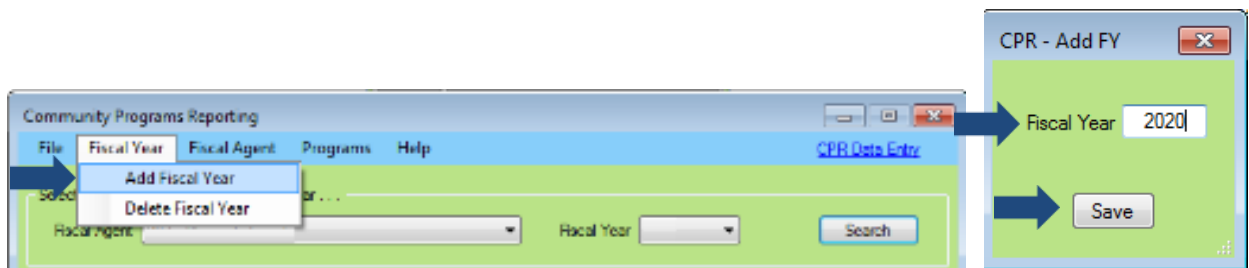 Community Programs Reporting
File Fiscal Year Fiscal Agent Programs Help CPR Data Entry
Add Fiscal Year
Delete Fiscal Year
Fiscal Agent Fiscal Year Search
CPR - Add FY
Fiscal Year 2020
Save